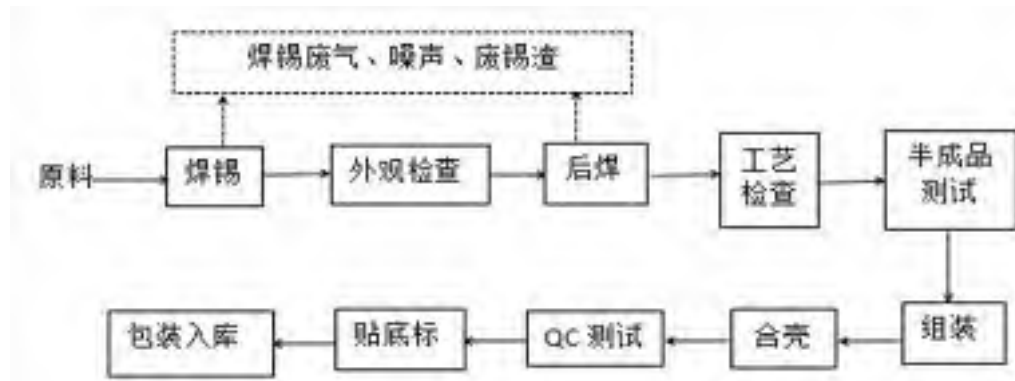 焊锡废气、噪声、废锡渣
原料
焊锡
外观检查
后焊
工艺
检查
半成品
测试
组装
合壳
QC 测试
贴底标
包装入库